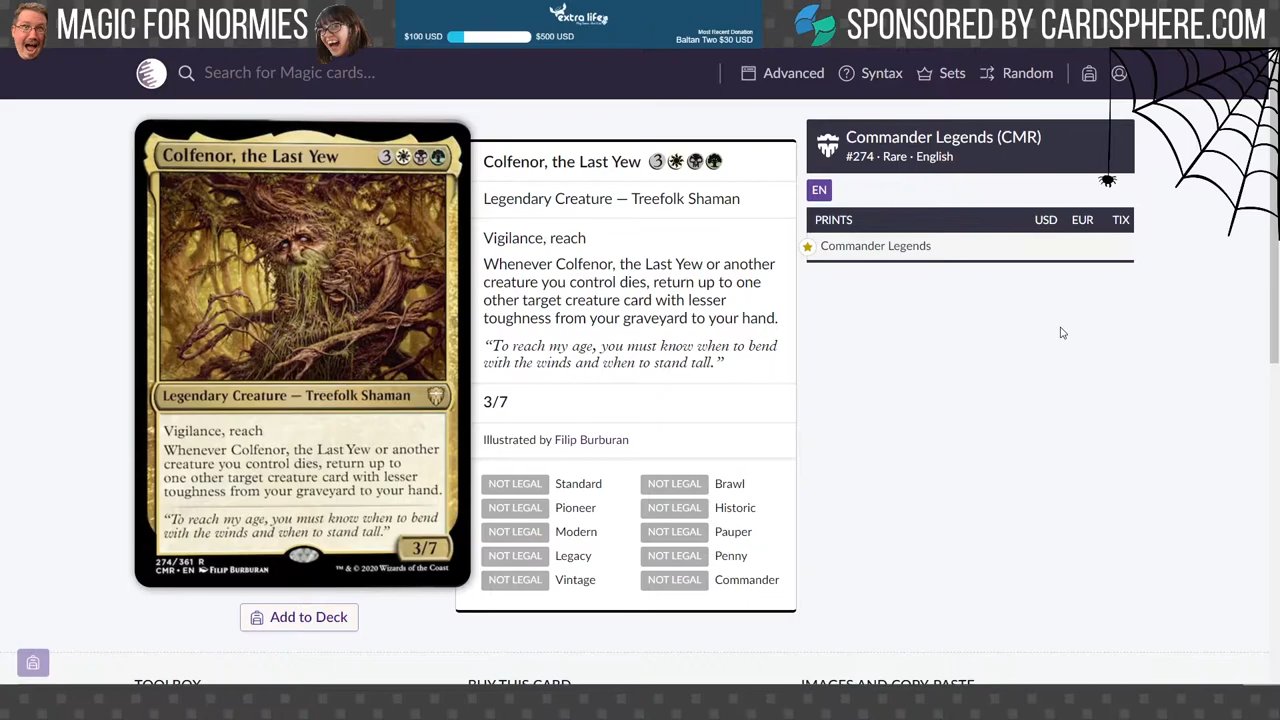 MAGIC FOR NORMIES
extra life
$100 USD
$500 USD
Most Recent Donation
Baltan Two $30 USD
SPONSORED BY CARDSPHERE.COM
Search for Magic cards...
Advanced
Syntax
Sets
Random
Colfenor, the Last Yew 3
Legendary Creature — Treefolk Shaman
Vigilance, reach
Whenever Colfenor, the Last Yew or another
creature you control dies, return up to
one other target creature card with lesser
toughness from your graveyard to your hand.
“To reach my age, you must know when to bend
with the winds and when to stand tall.”
3/7
274/361 R
CMR • EN Filip Burburan
™ & © 2020 Wizards of the Coast
Add to Deck
Colfenor, the Last Yew 3
Legendary Creature — Treefolk Shaman
Vigilance, reach
Whenever Colfenor, the Last Yew or another
creature you control dies, return up to one
other target creature card with lesser
toughness from your graveyard to your hand.
“To reach my age, you must know when to bend
with the winds and when to stand tall.”
3/7
Illustrated by Filip Burburan
NOT LEGAL Standard NOT LEGAL Brawl
NOT LEGAL Pioneer NOT LEGAL Historic
NOT LEGAL Modern NOT LEGAL Pauper
NOT LEGAL Legacy NOT LEGAL Penny
NOT LEGAL Vintage NOT LEGAL Commander
Commander Legends (CMR)
#274 · Rare · English
EN
PRINTS USD EUR TIX
Commander Legends
TOOLBOX
BUY THIS CARD
IMAGES AND COPY-PASTE